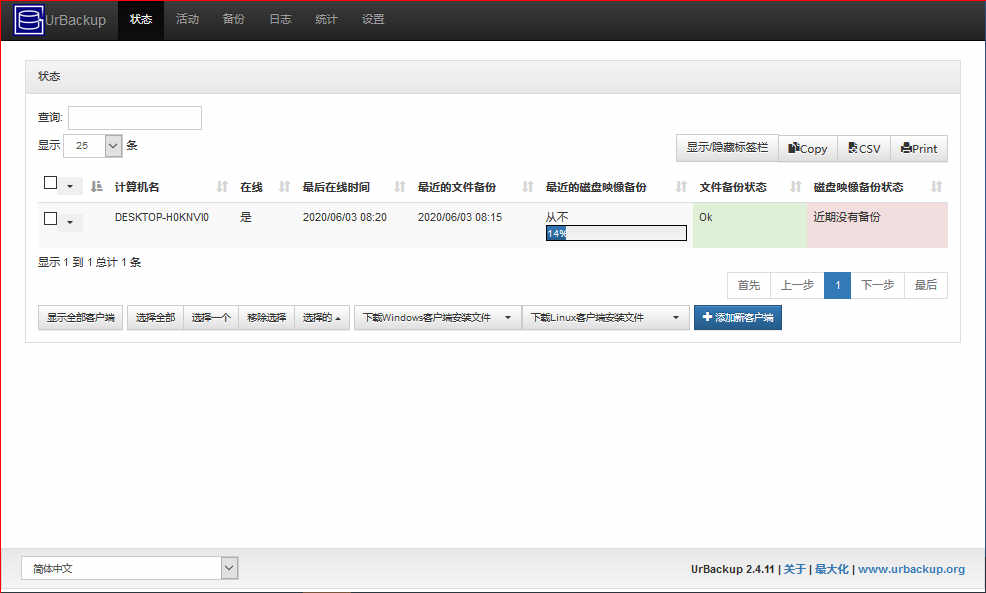 UrBackup 状态 活动 备份 日志 统计 设置
状态
查询:
显示 25 条
显示/隐藏标签栏 Copy CSV Print
计算机名 在线 最后在线时间 最近的文件备份 最近的磁盘映像备份 文件备份状态 磁盘映像备份状态
DESKTOP-H0KNVI0 是 2020/06/03 08:20 2020/06/03 08:15 从不 Ok 近期没有备份
14%
显示 1 到 1 总计 1 条
首先 上一步 1 下一步 最后
显示全部客户端 选择全部 选择一个 移除选择 选择的 下载Windows客户端安装文件 下载Linux客户端安装文件 添加新客户端
简体中文
UrBackup 2.4.11 | 关于 | 最大化 | www.urbackup.org